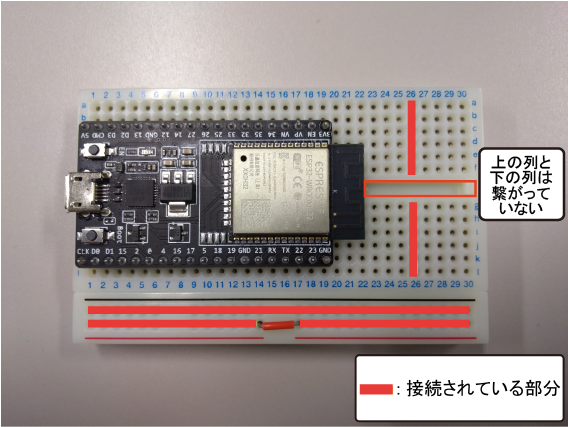 1 2 3 4 5 6 7 8 9 10 11 12 13 14 15 16 17 18 19 20 21 22 23 24 25 26 27 28 29 30
5V CMD D3 D2 13 GND 12 14 27 26 25 33 32 35 34 VN VP EN 3V3
上の列と
下の列は
繋がって
いない
100g
CLK D0 D1 15 2 0 4 16 17 5 18 19 GND 21 RX TX 22 23 GND
1 2 3 4 5 6 7 8 9 10 11 12 13 14 15 16 17 18 19 20 21 22 23 24 25 26 27 28 29 30
: 接続されている部分